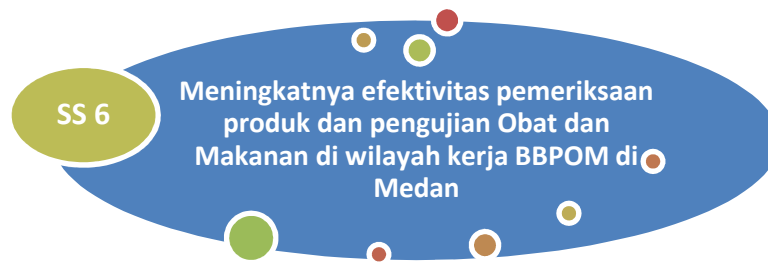 SS 6
Meningkatnya efektivitas pemeriksaan
produk dan pengujian Obat dan
Makanan di wilayah kerja BBPOM di
Medan